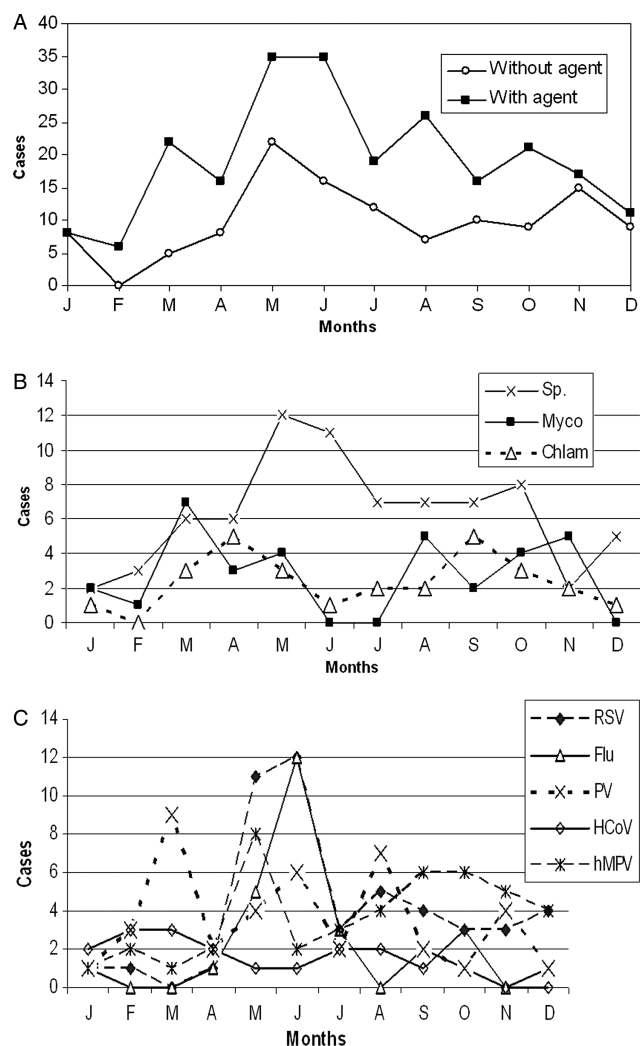 A
40
35
30
25
20
15
10
5
0
Cases
Without agent
With agent
J F M A M J J A S O N D
Months
B
14
12
10
8
6
4
2
0
Cases
Sp.
Myco
Chlam
J F M A M J J A S O N D
Months
C
14
12
10
8
6
4
2
0
Cases
RSV
Flu
PV
HCoV
hMPV
J F M A M J J A S O N D
Months